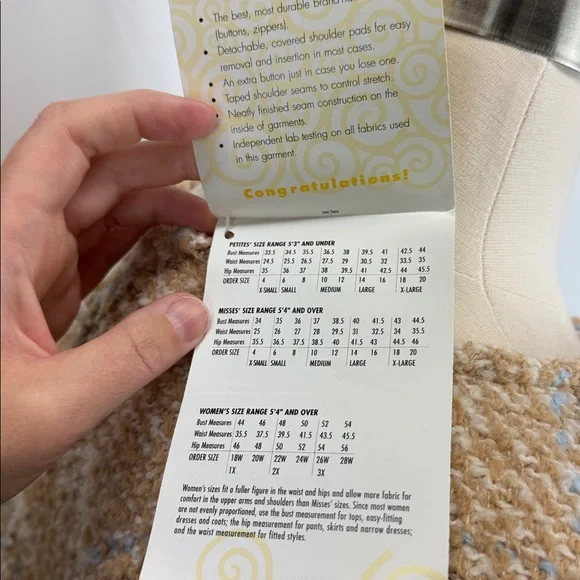 • The best, most durable brand
(buttons, zippers).
• Detachable, covered shoulder pads for easy
removal and insertion in most cases.
• An extra button just in case you lose one.
• Taped shoulder seams to control stretch.
• Neatly finished seam construction on the
inside of garments.
• Independent lab testing on all fabrics used
in this garment.
Congratulations!
PETITES' SIZE RANGE 5'3" AND UNDER
Bust Measures 33.5 34.5 35.5 36.5 38 39.5 41 42.5 44
Waist Measures 24.5 25.5 26.5 27.5 29 30.5 32 33.5 35
Hip Measures 35 36 37 38 39.5 41 42.5 44 45.5
ORDER SIZE 4 6 8 10 12 14 16 18 20
X-SMALL SMALL MEDIUM LARGE X-LARGE
MISSES' SIZE RANGE 5'4" AND OVER
Bust Measures 34 35 36 37 38.5 40 41.5 43 44.5
Waist Measures 25 26 27 28 29.5 31 32.5 34 35.5
Hip Measures 35.5 36.5 37.5 38.5 40 41.5 43 44.5 46
ORDER SIZE 4 6 8 10 12 14 16 18 20
X-SMALL SMALL MEDIUM LARGE X-LARGE
WOMEN'S SIZE RANGE 5'4" AND OVER
Bust Measures 44 46 48 50 52 54
Waist Measures 35.5 37.5 39.5 41.5 43.5 45.5
Hip Measures 46 48 50 52 54 56
ORDER SIZE 18W 20W 22W 24W 26W 28W
1X 2X 3X
Women's sizes fit a fuller figure in the waist and hips and allow more fabric for
comfort in the upper arms and shoulders than Misses' sizes. Since most women
are not evenly proportioned, use the bust measurement for tops, easy-fitting
dresses and coats; the hip measurement for pants, skirts and narrow dresses;
and the waist measurement for fitted styles.